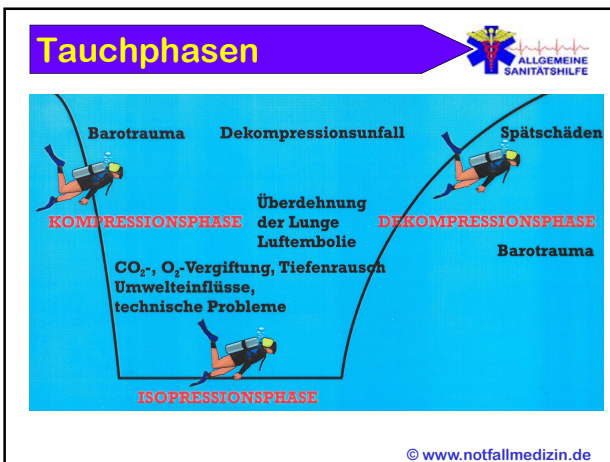 Tauchphasen
ALLGEMEINE
SANITÄTSHILFE
Barotrauma
Dekompressionsunfall
Spätschäden
KOMPRESSIONSPHASE
Überdehnung
der Lunge
Luftembolie
DEKOMPRESSIONSPHASE
Barotrauma
CO₂-, O₂-Vergiftung, Tiefenrausch
Umwelteinflüsse,
technische Probleme
ISOPRESSIONSPHASE
© www.notfallmedizin.de